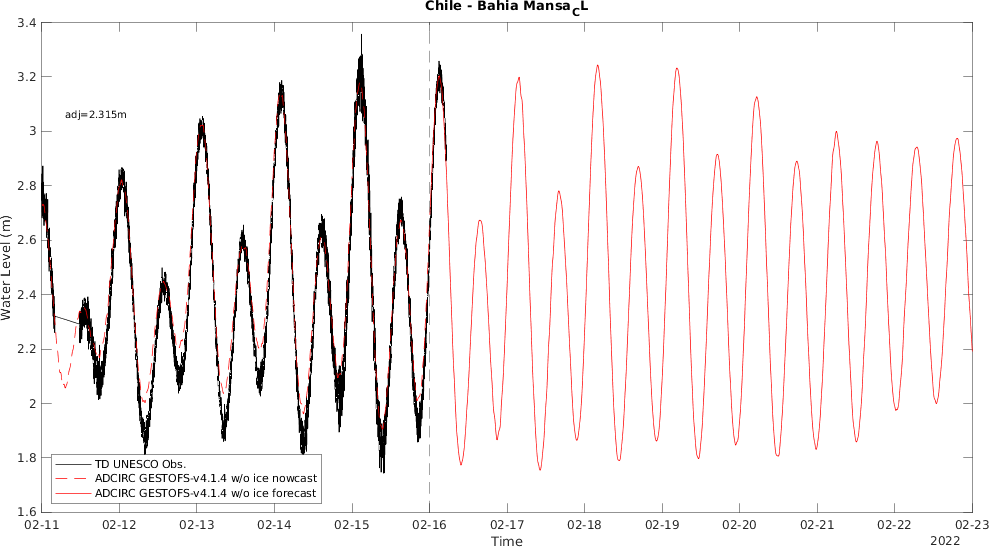 Chile - Bahia Mansa_CL
3.4
3.2
adj=2.315m
3
2.8
2.6
2.4
2.2
2
1.8
1.6
Water Level (m)
TD UNESCO Obs.
ADCIRC GESTOFS-v4.1.4 w/o ice nowcast
ADCIRC GESTOFS-v4.1.4 w/o ice forecast
02-11 02-12 02-13 02-14 02-15 02-16 02-17 02-18 02-19 02-20 02-21 02-22 02-23
Time
2022